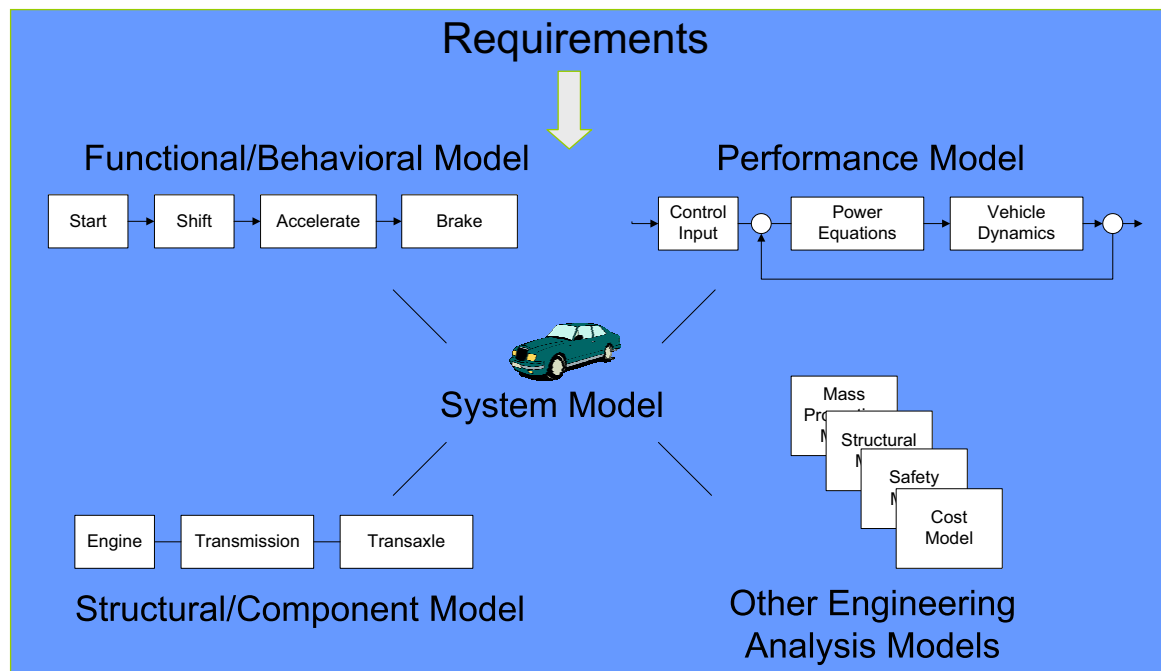 Requirements
Functional/Behavioral Model
Performance Model
Start
Shift
Accelerate
Brake
Control
Input
Power
Equations
Vehicle
Dynamics
System Model
Mass
Structural
Safety
Cost
Model
Engine
Transmission
Transaxle
Structural/Component Model
Other Engineering
Analysis Models